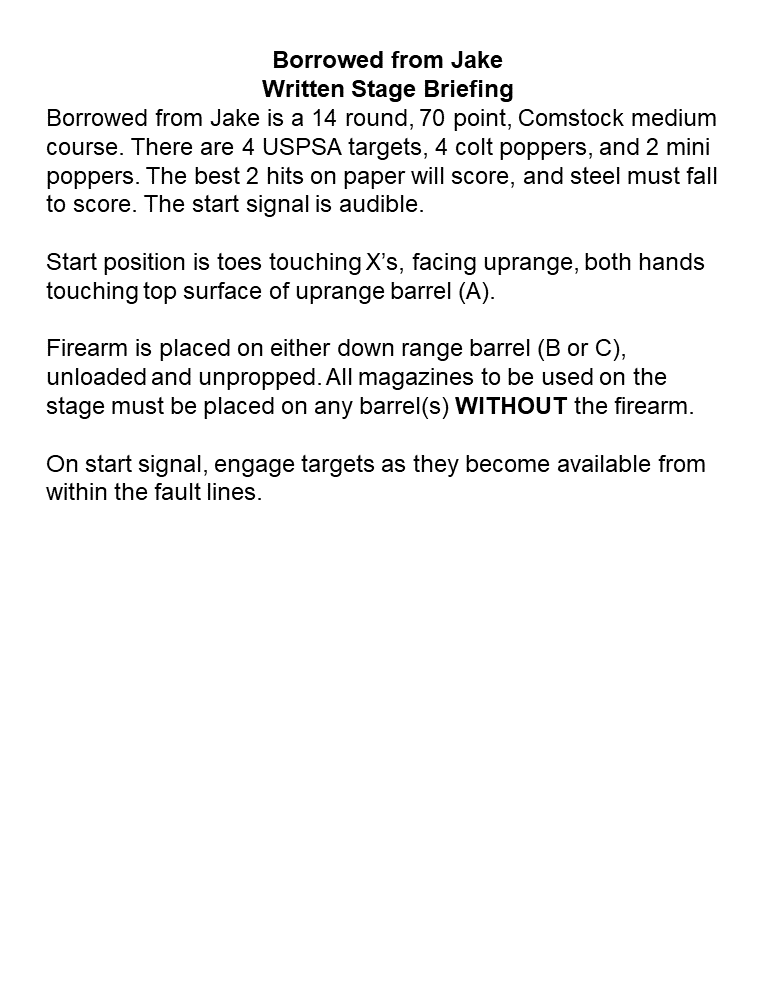 Borrowed from Jake
Written Stage Briefing
Borrowed from Jake is a 14 round, 70 point, Comstock medium
course. There are 4 USPSA targets, 4 colt poppers, and 2 mini
poppers. The best 2 hits on paper will score, and steel must fall
to score. The start signal is audible.
Start position is toes touching X’s, facing uprange, both hands
touching top surface of uprange barrel (A).
Firearm is placed on either down range barrel (B or C),
unloaded and unpropped. All magazines to be used on the
stage must be placed on any barrel(s) WITHOUT the firearm.
On start signal, engage targets as they become available from
within the fault lines.